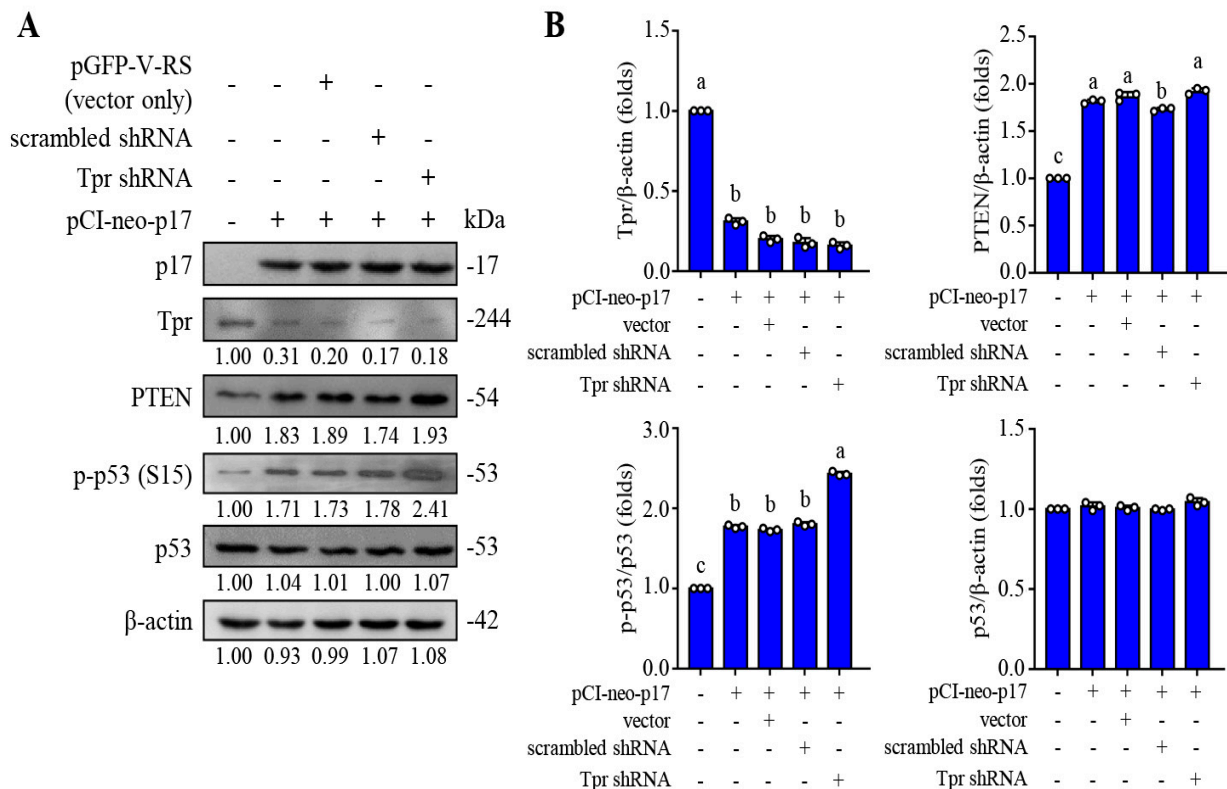 A
pGFP-V-RS - - + - -
(vector only)
scrambled shRNA - - - + -
Tpr shRNA - - - - +
pCI-neo-p17 - + + + + kDa
p17 -17
Tpr -244
1.00 0.31 0.20 0.17 0.18
PTEN -54
1.00 1.83 1.89 1.74 1.93
p-p53 (S15) -53
1.00 1.71 1.73 1.78 2.41
p53 -53
1.00 1.04 1.01 1.00 1.07
β-actin -42
1.00 0.93 0.99 1.07 1.08
B
Tpr/β-actin (folds)
1.5
1.0
0.5
0.0
a b b b b
pCI-neo-p17 - + + + +
vector - - + - -
scrambled shRNA - - - + -
Tpr shRNA - - - - +
PTEN/β-actin (folds)
2.5
2.0
1.5
1.0
0.5
0.0
c a a b a
pCI-neo-p17 - + + + +
vector - - + - -
scrambled shRNA - - - + -
Tpr shRNA - - - - +
p-p53/p53 (folds)
3.0
2.0
1.0
0.0
c b b b a
pCI-neo-p17 - + + + +
vector - - + - -
scrambled shRNA - - - + -
Tpr shRNA - - - - +
p53/β-actin (folds)
1.5
1.0
0.5
0.0
pCI-neo-p17 - + + + +
vector - - + - -
scrambled shRNA - - - + -
Tpr shRNA - - - - +